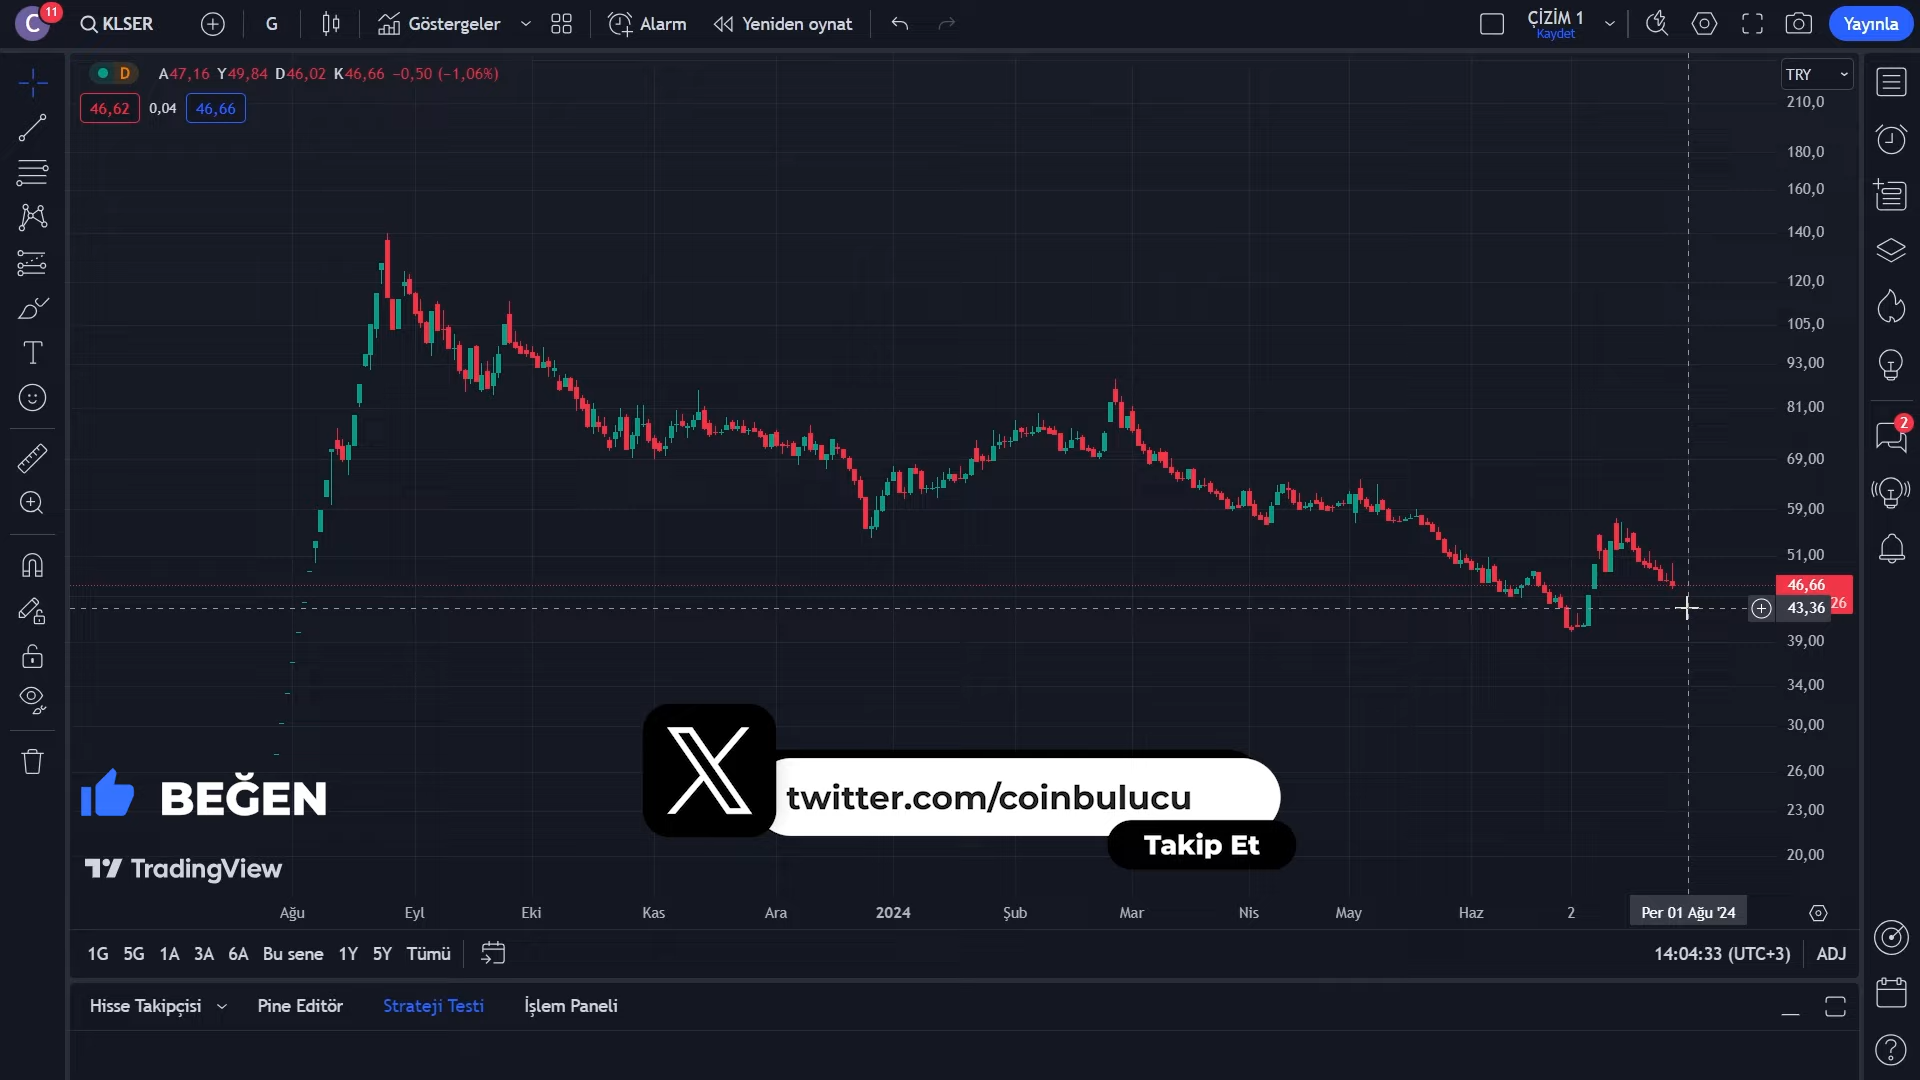 C 11 KLSER G Göstergeler Alarm Yeniden oynat ÇİZİM 1 Yayınla
Kaydet
D A47,16 Y49,84 D46,02 K46,66 −0,50 (−1,06%)
46,62 0,04 46,66
TRY
210,0
180,0
160,0
140,0
120,0
105,0
93,00
81,00
69,00
59,00
51,00
46,66
26
43,36
39,00
34,00
30,00
26,00
23,00
20,00
2
BEĞEN
twitter.com/coinbulucu
Takip Et
TradingView
Ağu Eyl Eki Kas Ara 2024 Şub Mar Nis May Haz 2 Per 01 Ağu '24
1G 5G 1A 3A 6A Bu sene 1Y 5Y Tümü 14:04:33 (UTC+3) ADJ
Hisse Takipçisi Pine Editör Strateji Testi İşlem Paneli